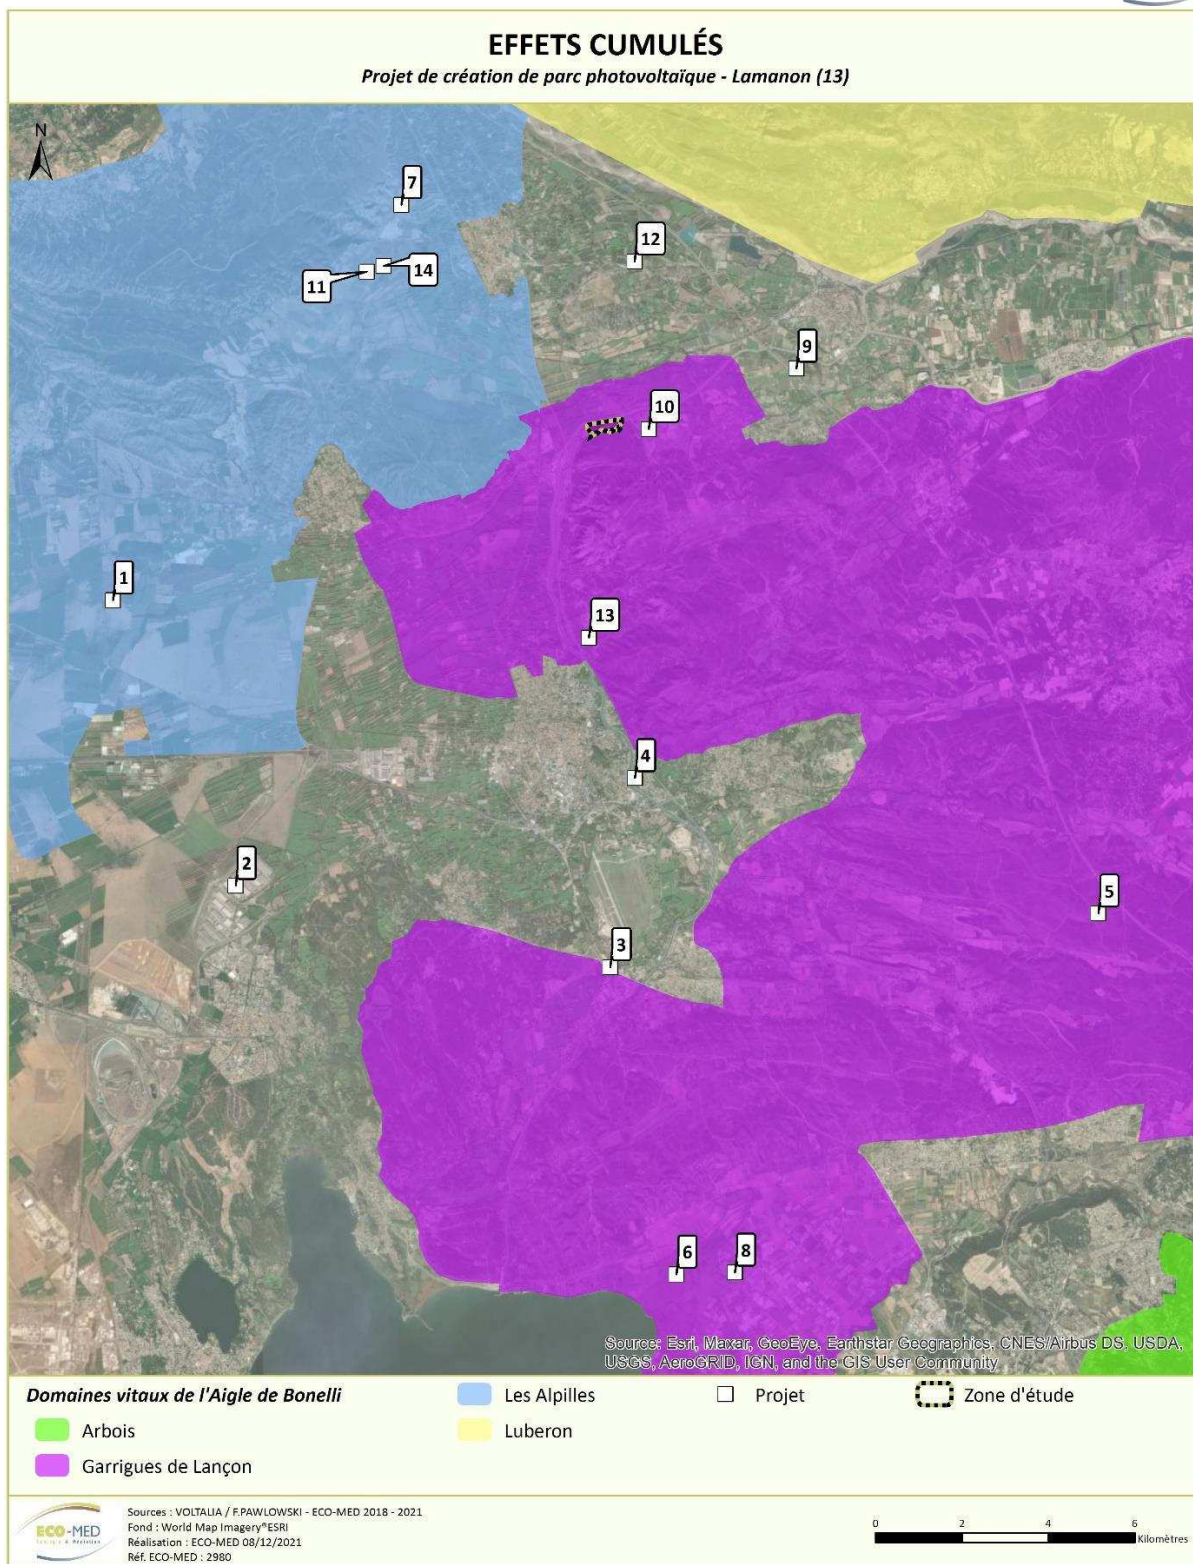 EFFETS CUMULÉS
Projet de création de parc photovoltaïque - Lamanon (13)
N
7
12
11
14
9
10
1
13
4
2
5
3
6
8
Source: Esri, Maxar, GeoEye, Earthstar Geographics, CNES/Airbus DS, USDA,
USGS, AeroGRID, IGN, and the GIS User Community
Domaines vitaux de l'Aigle de Bonelli
Arbois
Garrigues de Lançon
Les Alpilles
Luberon
Projet
Zone d'étude
ECO-MED
Sources : VOLTALIA / F.PAWLOWSKI - ECO-MED 2018 - 2021
Fond : World Map Imagery®ESRI
Réalisation : ECO-MED 08/12/2021
Réf. ECO-MED : 2980
0 2 4 6
Kilomètres